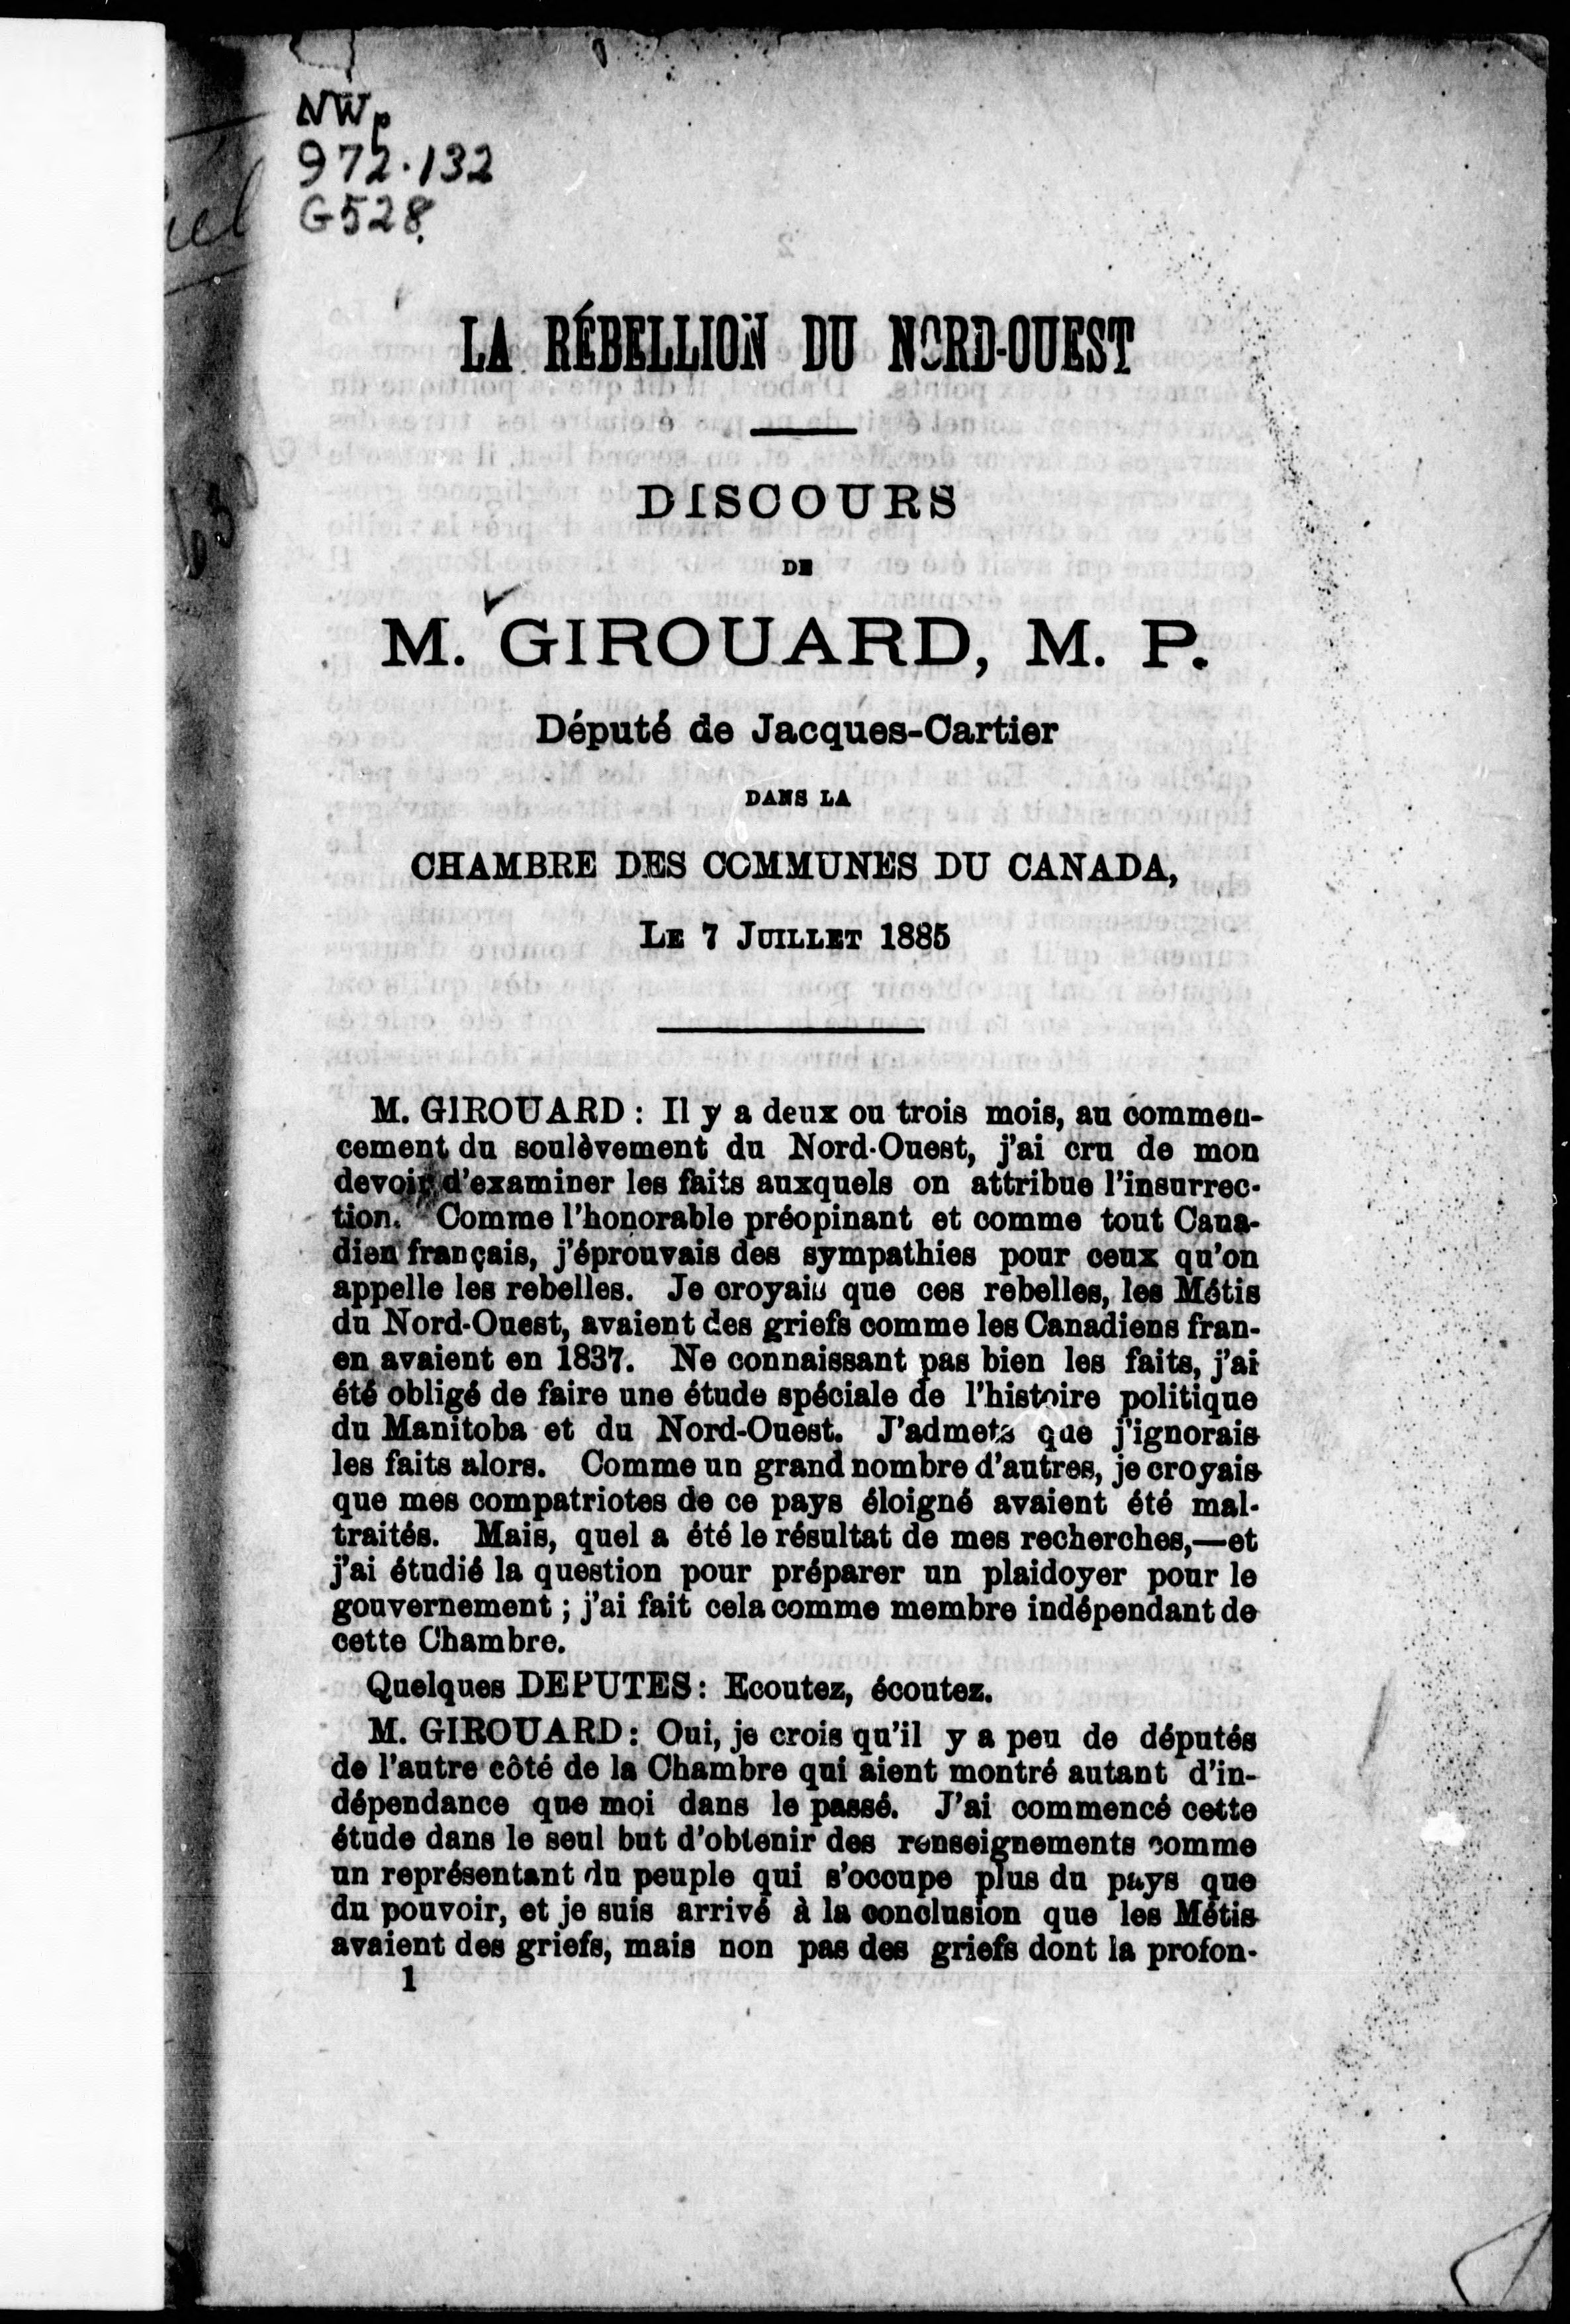 NWp
972.132
G528
LA RÉBELLION DU NORD-OUEST
DISCOURS
DE
M. GIROUARD, M. P.
Député de Jacques-Cartier
DANS LA
CHAMBRE DES COMMUNES DU CANADA,
LE 7 JUILLET 1885
M. GIROUARD : Il y a deux ou trois mois, au commen-
cement du soulèvement du Nord-Ouest, j'ai cru de mon
devoir d'examiner les faits auxquels on attribue l'insurrec-
tion. Comme l'honorable préopinant et comme tout Cana-
dien français, j'éprouvais des sympathies pour ceux qu'on
appelle les rebelles. Je croyais que ces rebelles, les Métis
du Nord-Ouest, avaient des griefs comme les Canadiens fran-
en avaient en 1837. Ne connaissant pas bien les faits, j'ai
été obligé de faire une étude spéciale de l'histoire politique
du Manitoba et du Nord-Ouest. J'admets que j'ignorais
les faits alors. Comme un grand nombre d'autres, je croyais
que mes compatriotes de ce pays éloigné avaient été mal-
traités. Mais, quel a été le résultat de mes recherches,—et
j'ai étudié la question pour préparer un plaidoyer pour le
gouvernement ; j'ai fait cela comme membre indépendant de
cette Chambre.
Quelques DEPUTES : Ecoutez, écoutez.
M. GIROUARD : Oui, je crois qu'il y a peu de députés
de l'autre côté de la Chambre qui aient montré autant d'in-
dépendance que moi dans le passé. J'ai commencé cette
étude dans le seul but d'obtenir des renseignements comme
un représentant du peuple qui s'occupe plus du pays que
du pouvoir, et je suis arrivé à la conclusion que les Métis
avaient des griefs, mais non pas des griefs dont la profon-
1